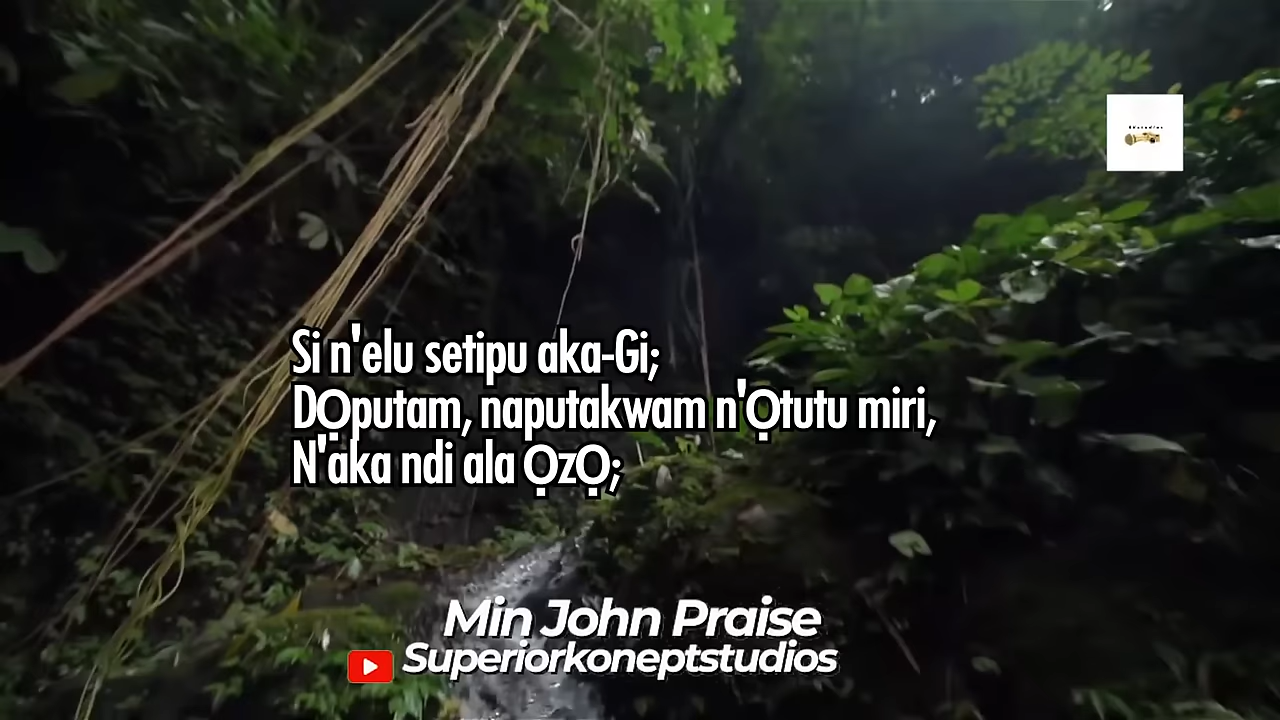 Si n'elu setipu aka-Gi;
DỌputam, naputakwam n'Ọtutu miri,
N'aka ndi ala ỌzỌ;
Min John Praise
Superiorkoneptstudios